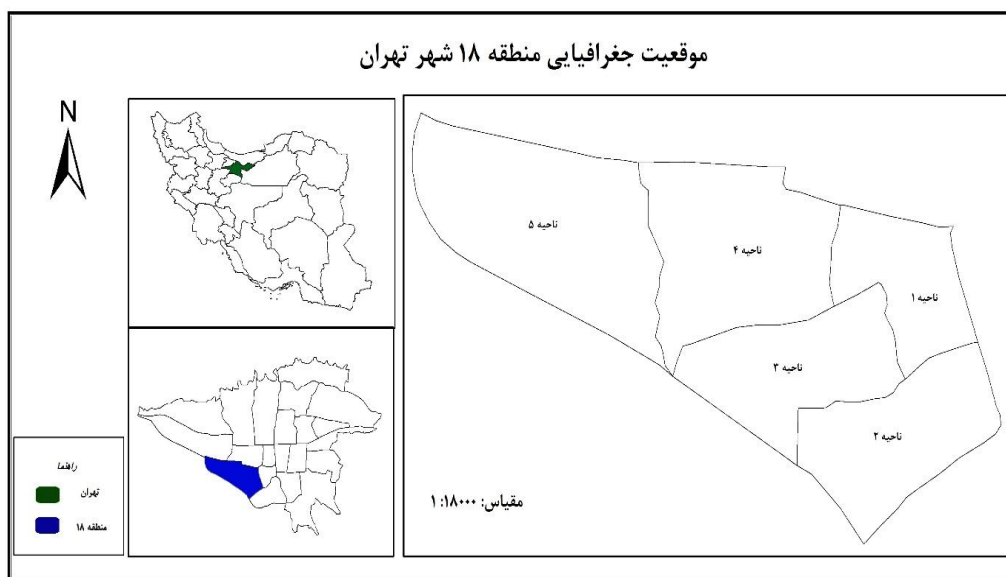 موقعیت جغرافیایی منطقه ۱۸ شهر تهران
N
ناحیه ۵
ناحیه ۴
ناحیه ۱
ناحیه ۳
ناحیه ۲
مقیاس: ۱:۱۸۰۰۰
راهنما
تهران
منطقه ۱۸